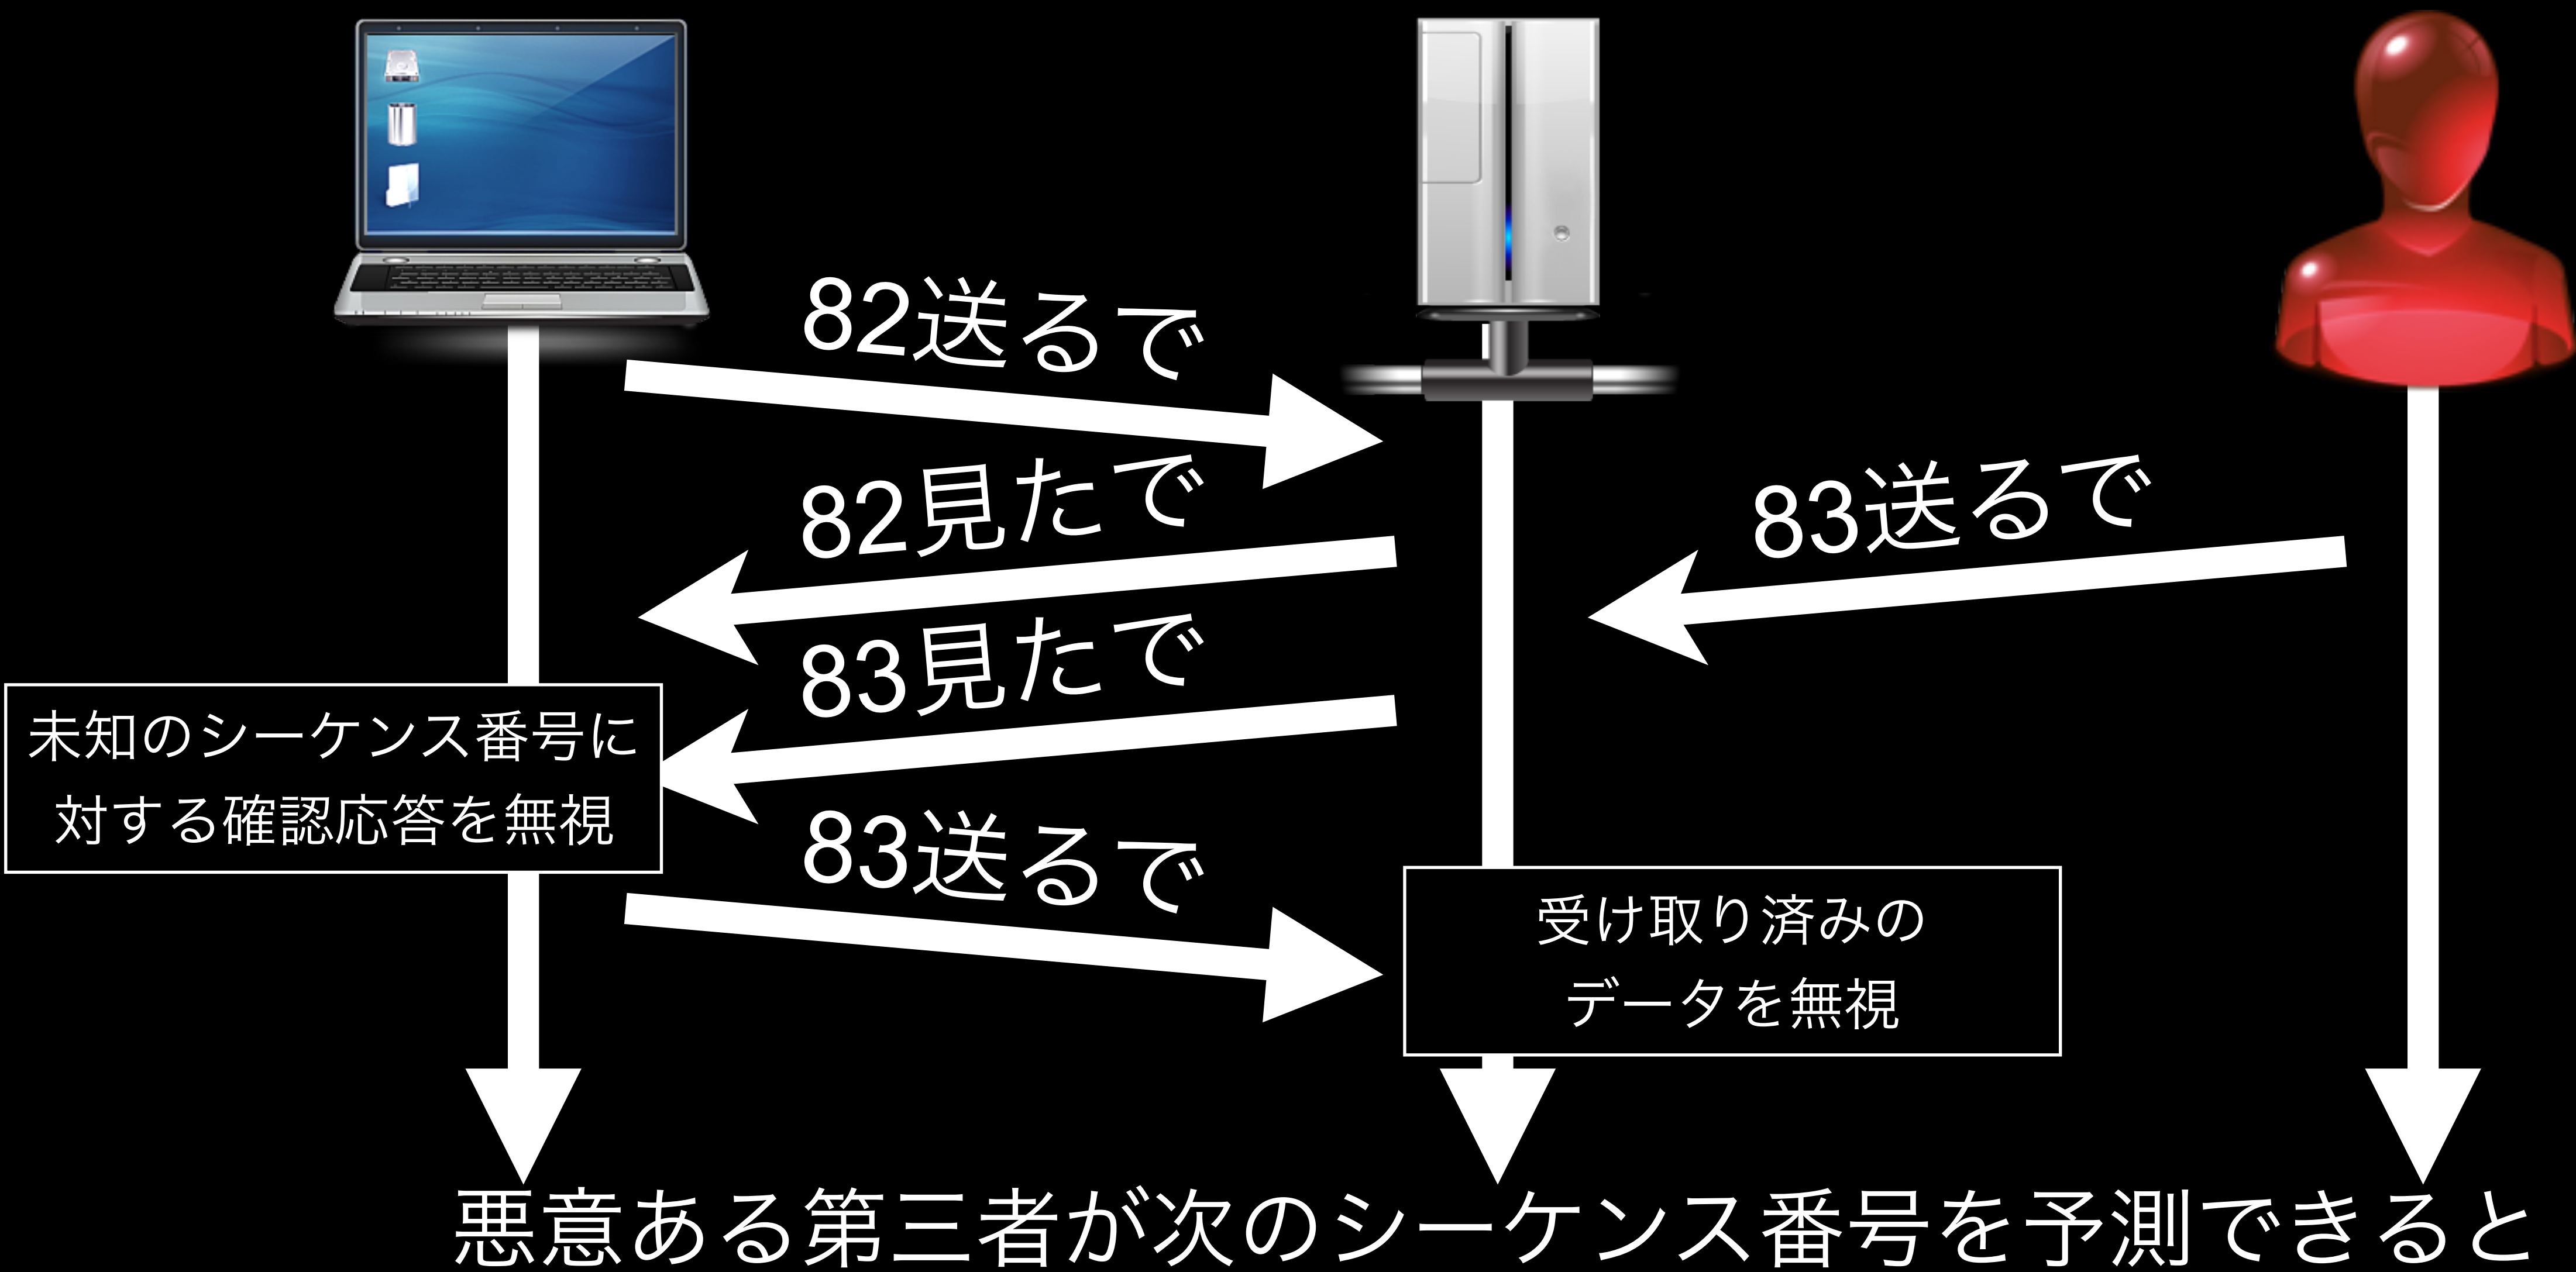 82送るで
82見たで
83送るで
83見たで
未知のシーケンス番号に
対する確認応答を無視
83送るで
受け取り済みの
データを無視
悪意ある第三者が次のシーケンス番号を予測できると